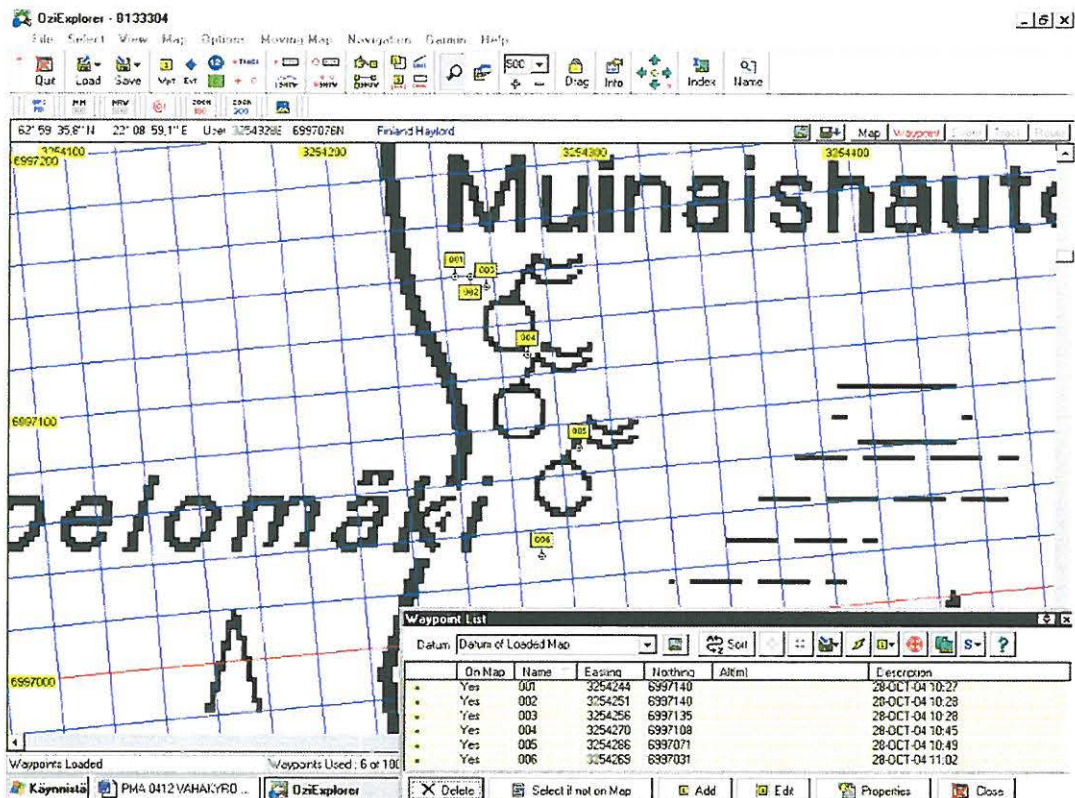 OziExplorer - 8133304
File Select View Map Options Moving Map Navigation Garmin Help
Quit Load Save Wpt Evt 500 Drag Info Index Name
62° 59' 35,8" N 22° 08' 59,1" E User 3254328E 6997076N Finland Hayford Map Waypoint
3254100 3254200 3254300 3254400
6997200
Muinaishaut
001 003
002
004
6997100
005
pelomäki
006
6997000
Waypoint List
Datum Datum of Loaded Map Sort S ?
On Map Name Easting Northing Alt(m) Description
Yes 001 3254244 6997140 28-OCT-04 10:27
Yes 002 3254251 6997140 28-OCT-04 10:28
Yes 003 3254256 6997135 28-OCT-04 10:28
Yes 004 3254270 6997108 28-OCT-04 10:45
Yes 005 3254286 6997071 28-OCT-04 10:49
Yes 006 3254269 6997031 28-OCT-04 11:02
Waypoints Loaded Waypoints Used : 6 of 100
Käynnistä PMA 0412 VAHAKYRO ... OziExplorer Delete Select if not on Map Add Edit Properties Close